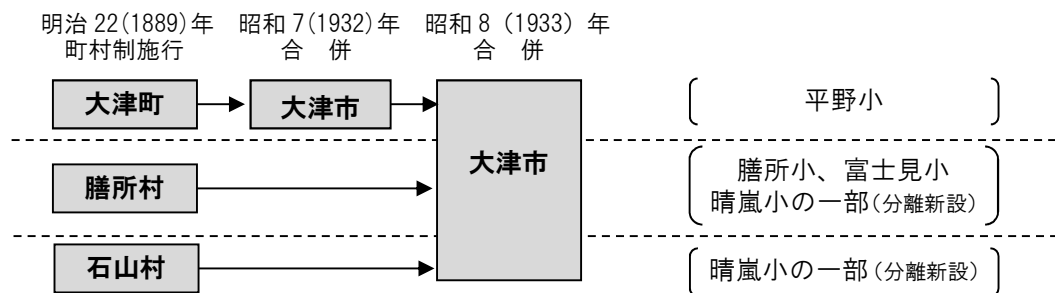 明治 22(1889)年
町村制施行
昭和 7(1932)年
合　併
昭和 8（1933）年
合　併
大津町
大津市
大津市
平野小
膳所村
膳所小、富士見小
晴嵐小の一部(分離新設)
石山村
晴嵐小の一部(分離新設)